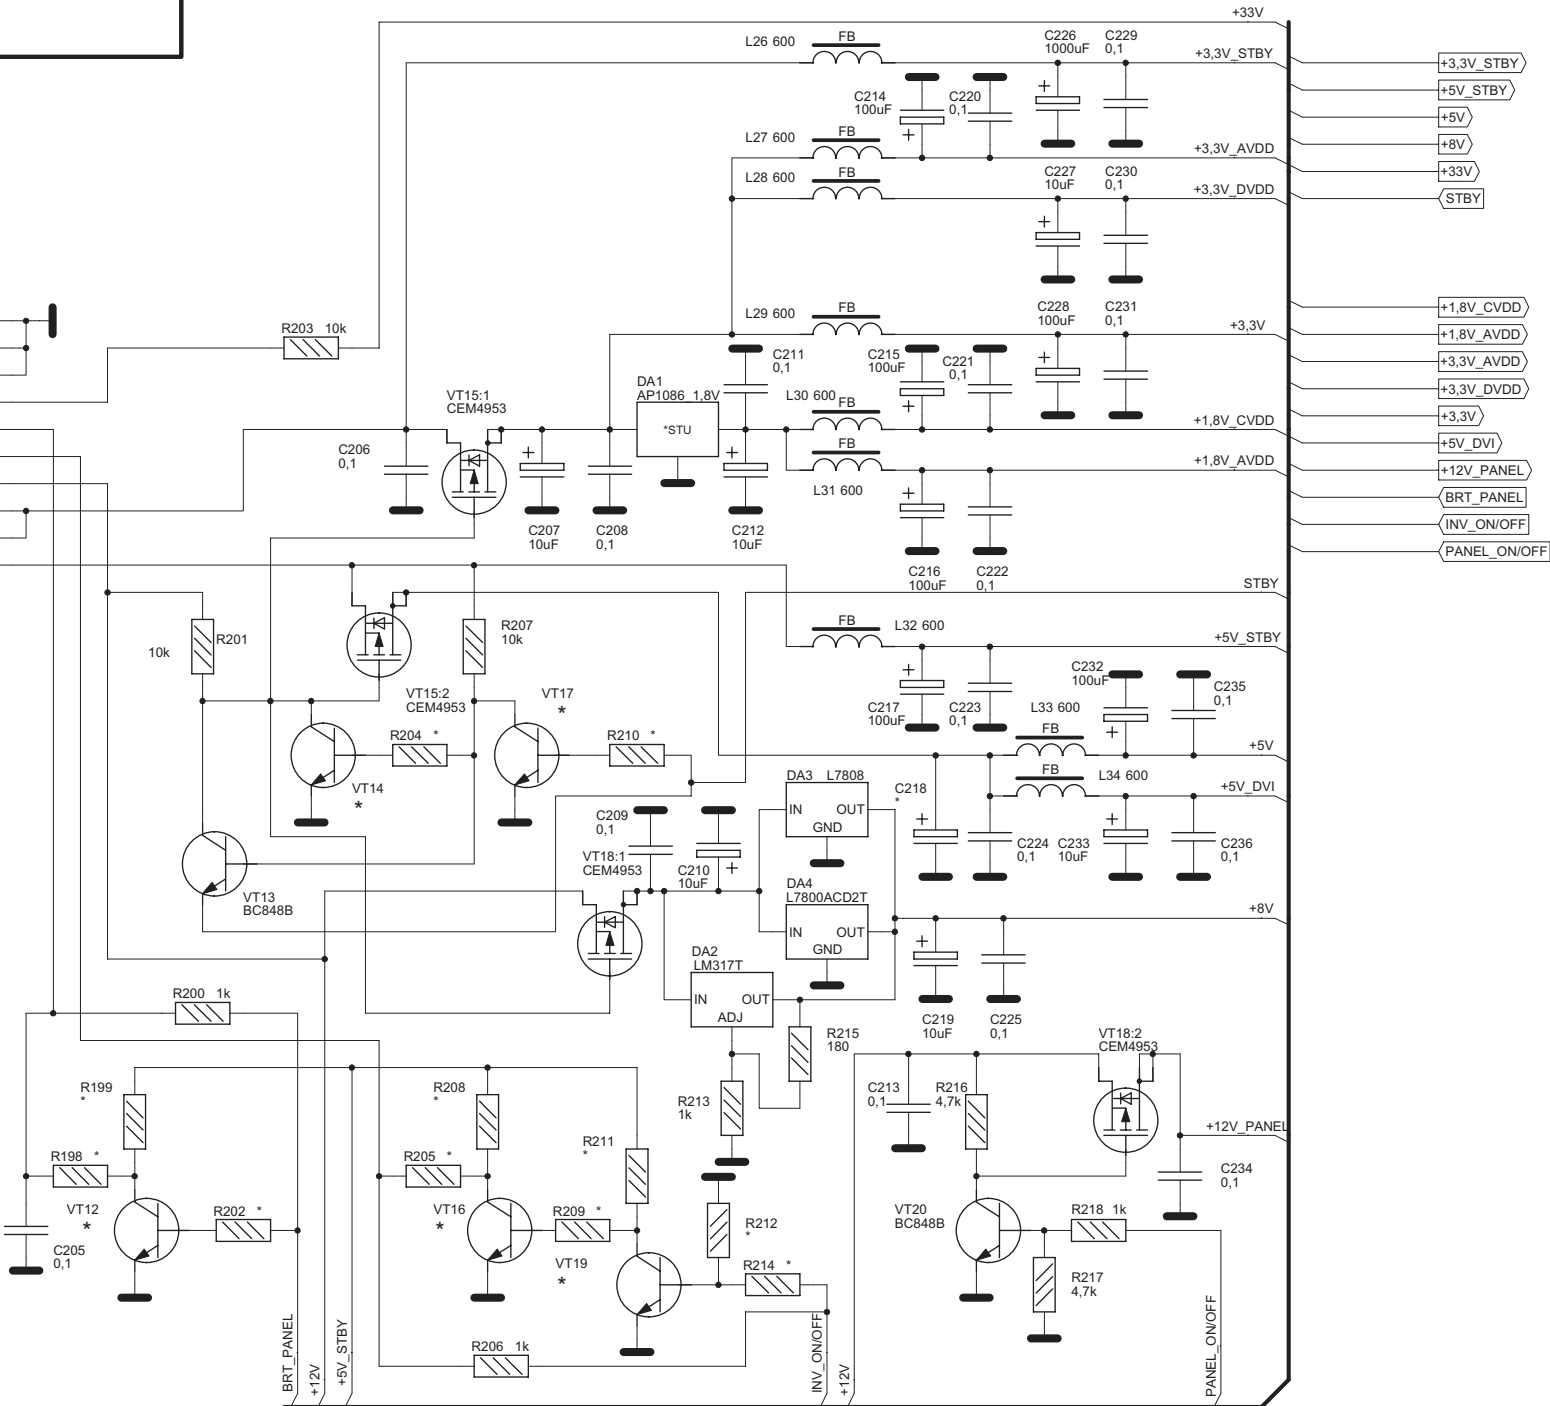 +33V
L26 600
FB
C226
1000uF
C229
0,1
+3,3V_STBY
+3,3V_STBY
C214
100uF
C220
0,1
+5V_STBY
+5V
L27 600
FB
+3,3V_AVDD
+8V
L28 600
FB
C227
10uF
C230
0,1
+33V
+3,3V_DVDD
STBY
R203 10k
L29 600
FB
C228
100uF
C231
0,1
+3,3V
+1,8V_CVDD
+1,8V_AVDD
C211
0,1
C215
100uF
C221
0,1
+3,3V_AVDD
VT15:1
CEM4953
DA1
AP1086_1,8V
*STU
L30 600
FB
+3,3V_DVDD
+1,8V_CVDD
+3,3V
+5V_DVI
C206
0,1
FB
L31 600
+1,8V_AVDD
+12V_PANEL
BRT_PANEL
INV_ON/OFF
PANEL_ON/OFF
C207
10uF
C208
0,1
C212
10uF
C216
100uF
C222
0,1
STBY
R201
10k
R207
10k
FB
L32 600
+5V_STBY
VT15:2
CEM4953
VT17
*
C217
100uF
C223
0,1
C232
100uF
C235
0,1
R204 *
R210 *
L33 600
FB
+5V
VT14
*
DA3 L7808
IN OUT
GND
C218
*
FB
L34 600
+5V_DVI
C209
0,1
VT18:1
CEM4953
C210
10uF
C224
0,1
C233
10uF
C236
0,1
VT13
BC848B
DA4
L7800ACD2T
IN OUT
GND
+8V
DA2
LM317T
IN OUT
ADJ
R200 1k
C219
10uF
C225
0,1
R215
180
VT18:2
CEM4953
R199
*
R208
*
R213
1k
C213
0,1
R216
4,7k
R211
*
+12V_PANEL
R198 *
R205 *
C234
0,1
VT12
*
R202 *
VT16
*
R209 *
R212
*
VT20
BC848B
R218 1k
C205
0,1
VT19
*
R214 *
R217
4,7k
R206 1k
BRT_PANEL
+12V
+5V_STBY
INV_ON/OFF
+12V
PANEL_ON/OFF